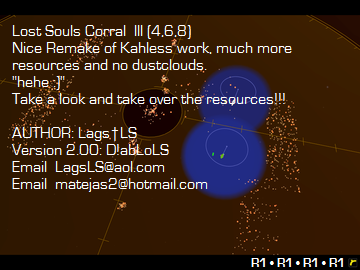 Lost Souls Corral  III (4,6,8)
Nice Remake of Kahless work, much more
resources and no dustclouds.
"hehe :]"
Take a look and take over the resources!!!
AUTHOR: Lags†LS
Version 2.00: D!abLoLS
Email  LagsLS@aol.com
Email  matejas2@hotmail.com
R1 • R1 • R1 • R1 r